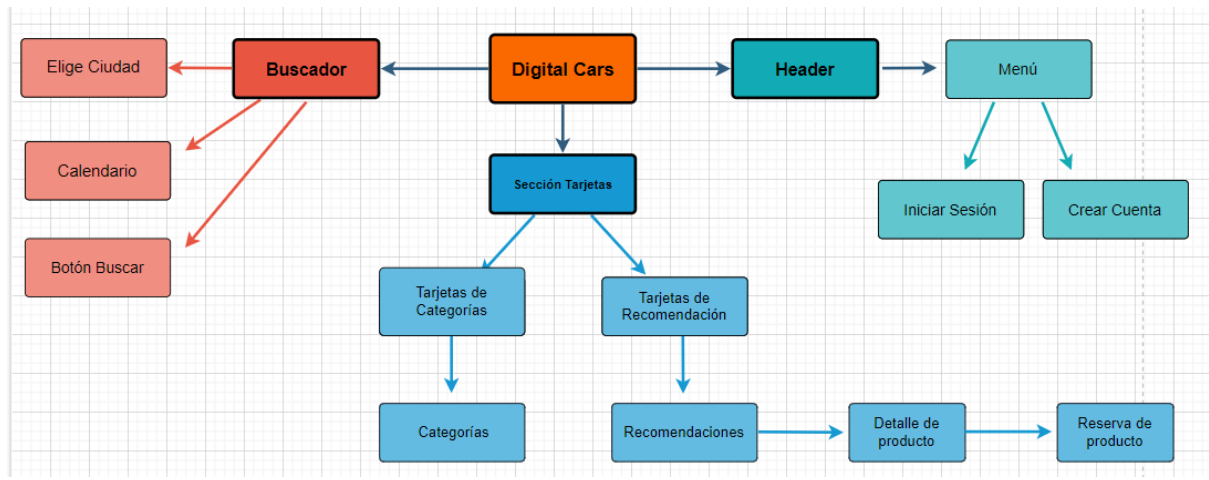 Elige Ciudad
Buscador
Digital Cars
Header
Menú
Calendario
Sección Tarjetas
Iniciar Sesión
Crear Cuenta
Botón Buscar
Tarjetas de
Categorías
Tarjetas de
Recomendación
Categorías
Recomendaciones
Detalle de
producto
Reserva de
producto